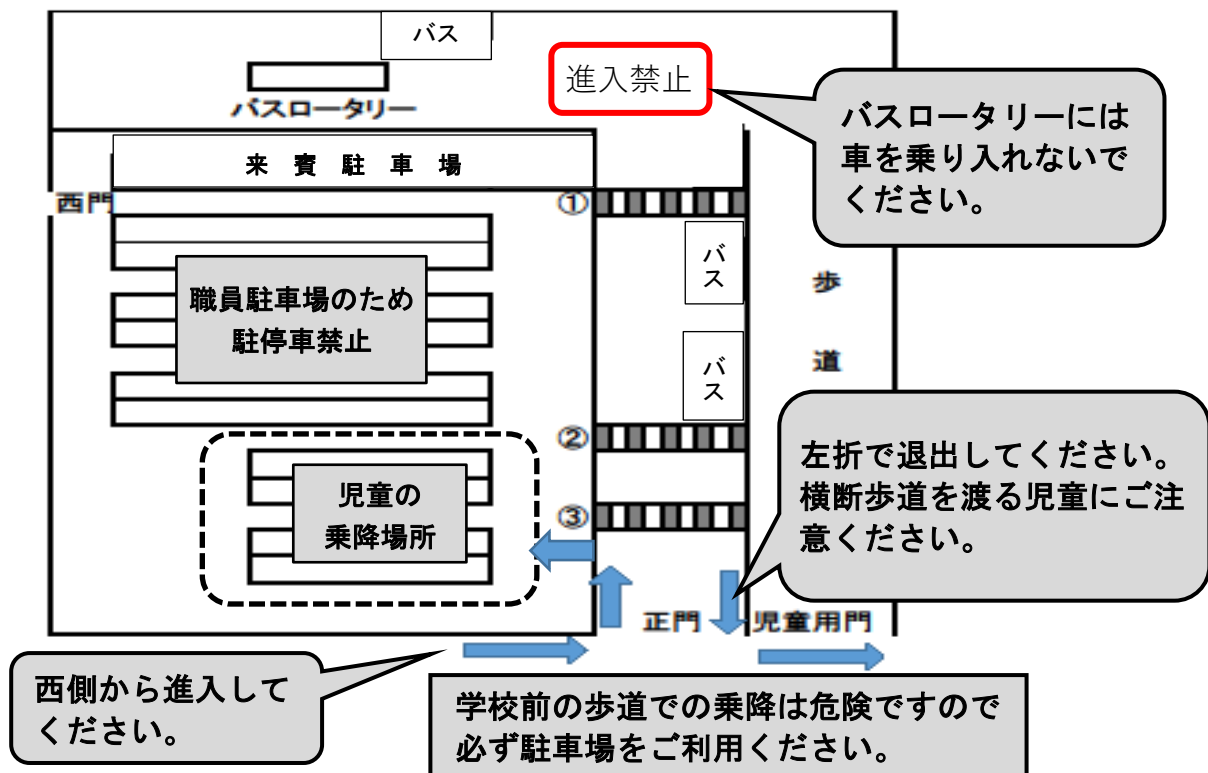 バス
進入禁止
バスロータリー
バスロータリーには
車を乗り入れないで
ください。
来賓駐車場
西門
①
職員駐車場のため
駐停車禁止
バス
バス
歩道
②
左折で退出してください。
横断歩道を渡る児童にご注
意ください。
児童の
乗降場所
③
正門
児童用門
西側から進入して
ください。
学校前の歩道での乗降は危険ですので
必ず駐車場をご利用ください。